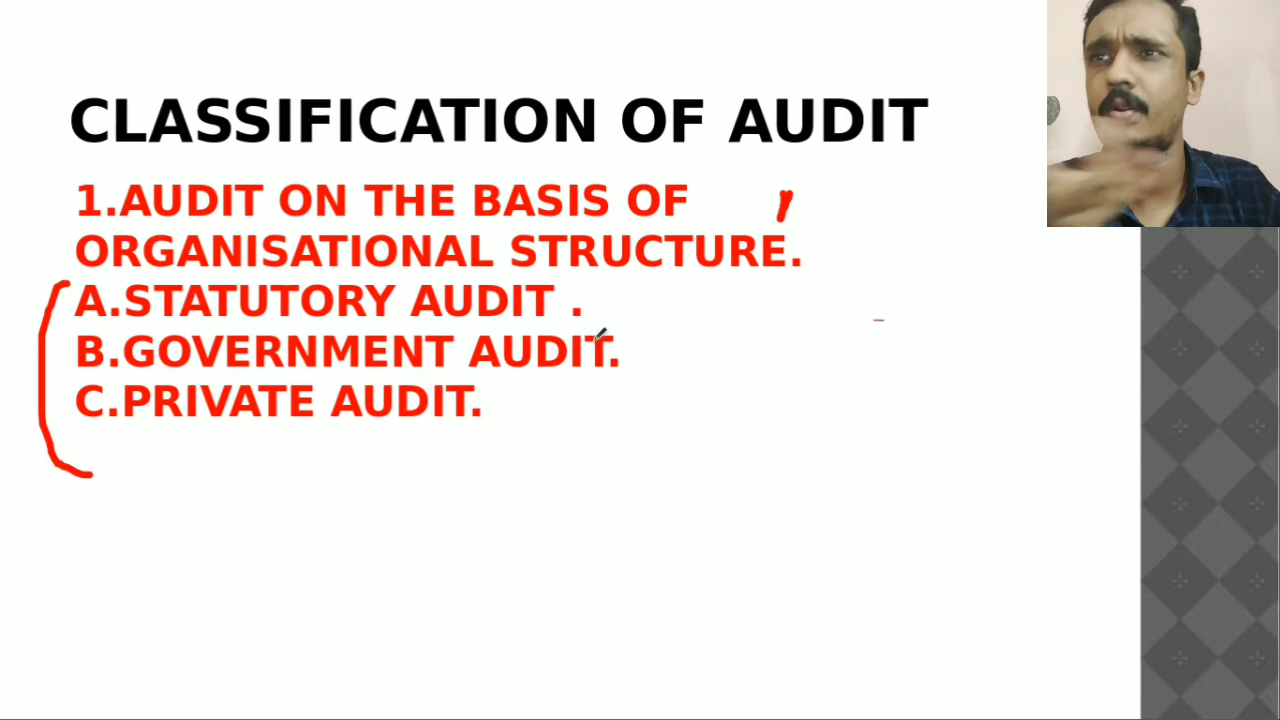 CLASSIFICATION OF AUDIT
1.AUDIT ON THE BASIS OF
ORGANISATIONAL STRUCTURE.
A.STATUTORY AUDIT .
B.GOVERNMENT AUDIT.
C.PRIVATE AUDIT.